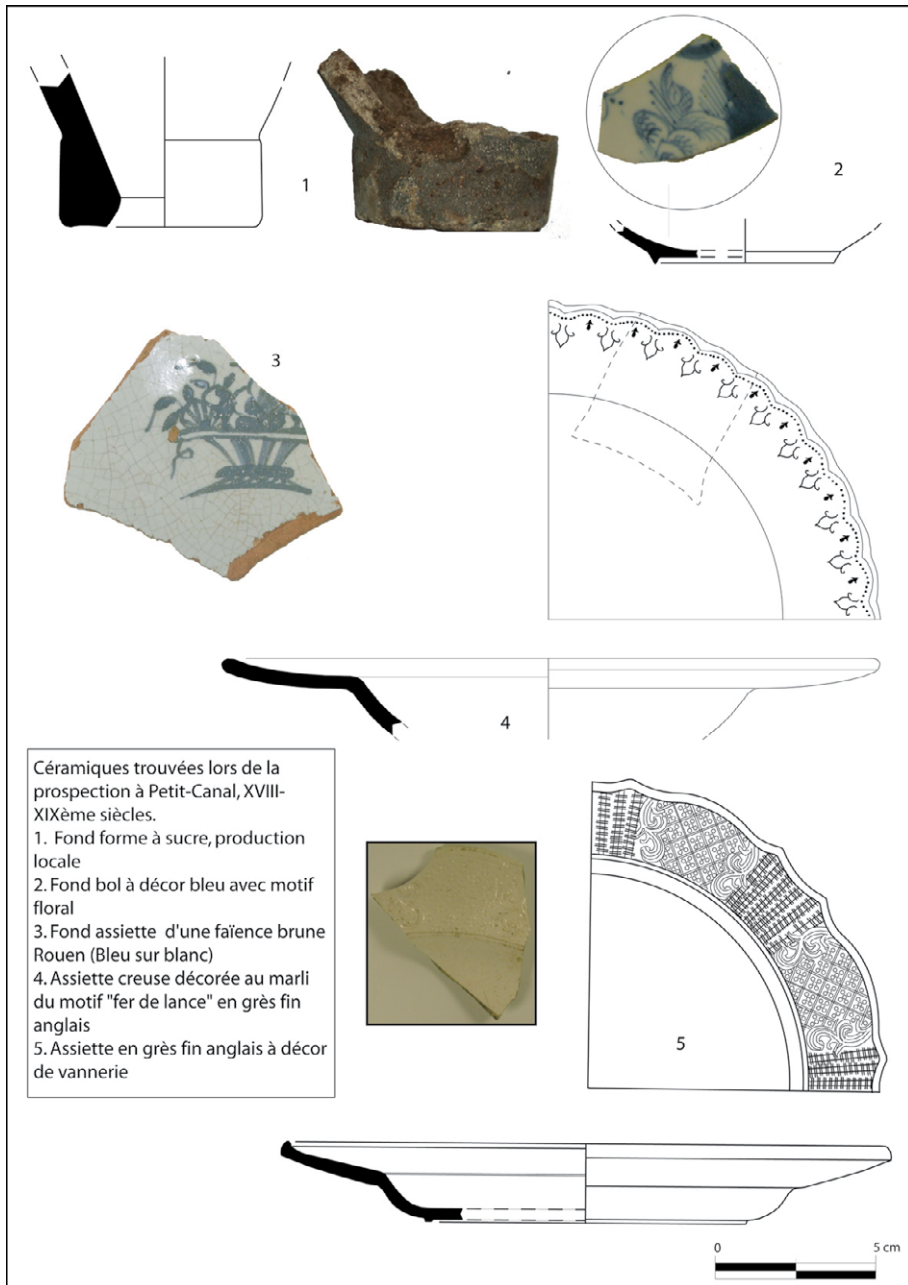 1
2
3
4
Céramiques trouvées lors de la
prospection à Petit-Canal, XVIII-
XIXème siècles.
1. Fond forme à sucre, production
locale
2. Fond bol à décor bleu avec motif
floral
3. Fond assiette d'une faïence brune
Rouen (Bleu sur blanc)
4. Assiette creuse décorée au marli
du motif "fer de lance" en grès fin
anglais
5. Assiette en grès fin anglais à décor
de vannerie
5
0 5 cm